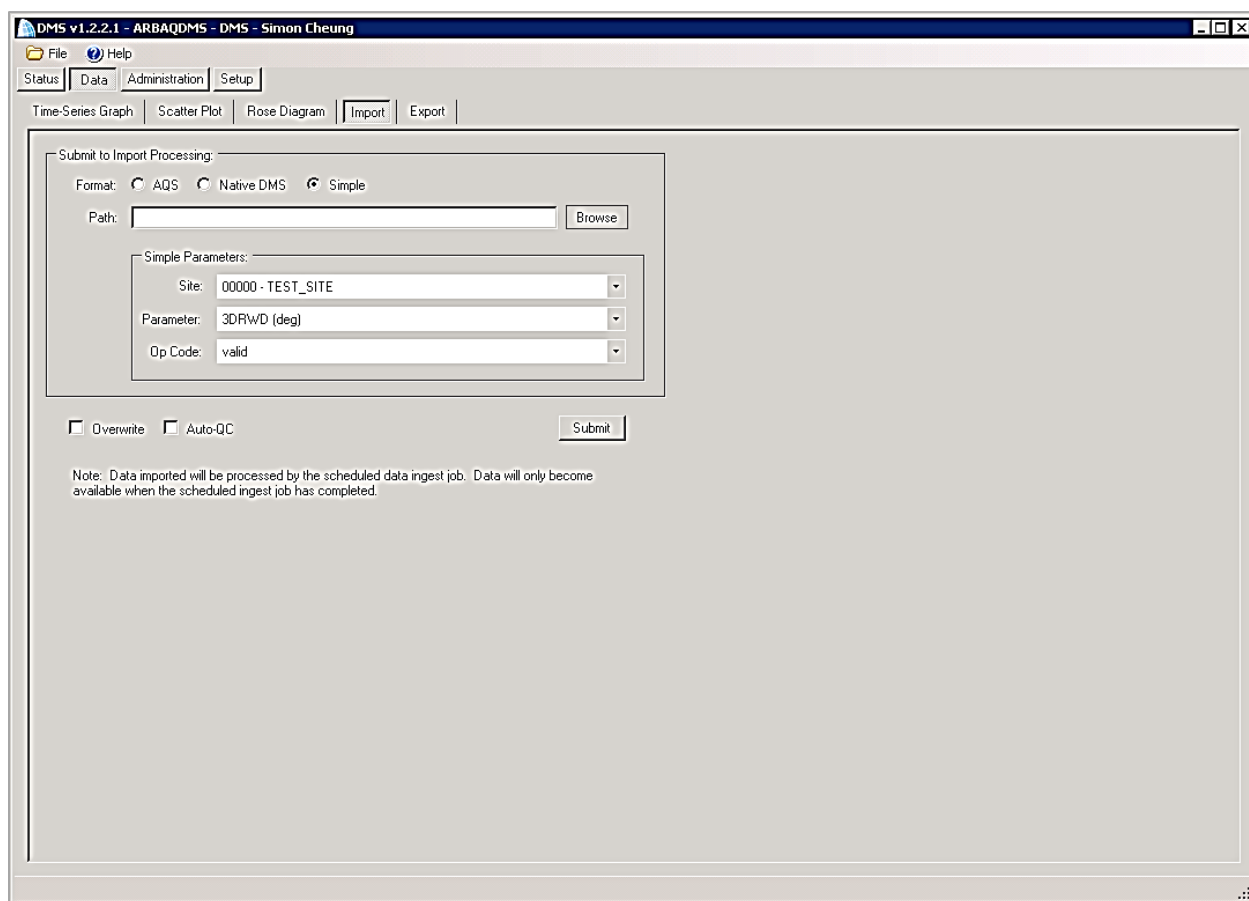 DMS v1.2.2.1 - ARBAQDMS - DMS - Simon Cheung
File Help
Status Data Administration Setup
Time-Series Graph Scatter Plot Rose Diagram Import Export
Submit to Import Processing:
Format: AQS Native DMS Simple
Path: Browse
Simple Parameters:
Site: 00000 - TEST_SITE
Parameter: 3DRWD (deg)
Op Code: valid
Overwrite Auto-QC Submit
Note: Data imported will be processed by the scheduled data ingest job. Data will only become
available when the scheduled ingest job has completed.